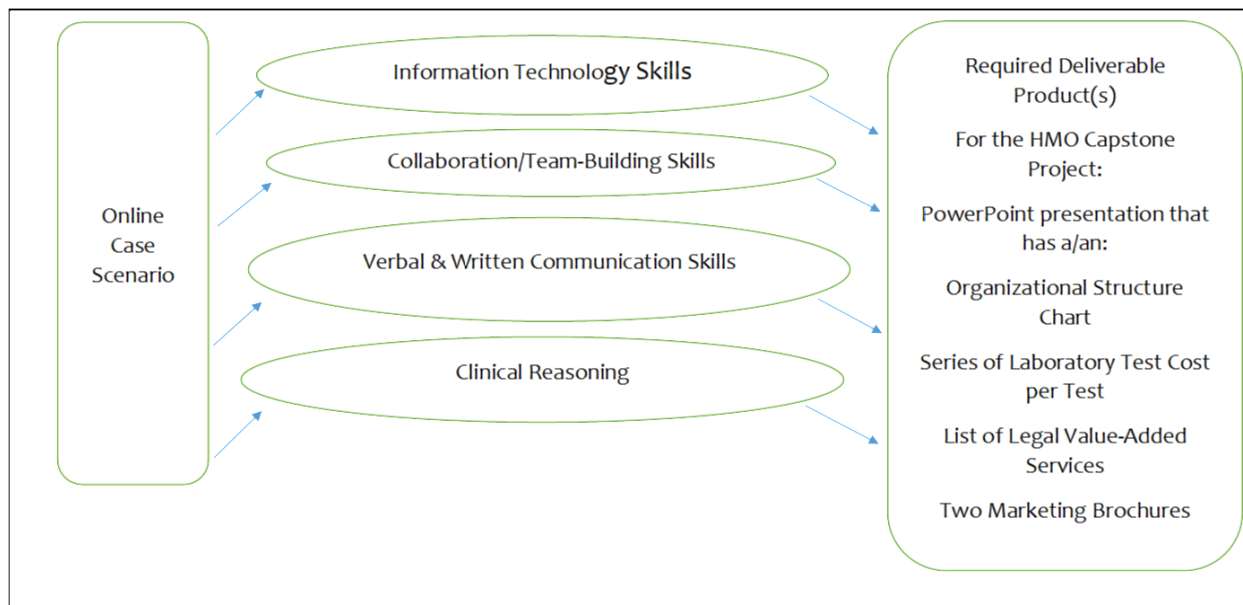 Online
Case
Scenario
Information Technology Skills
Collaboration/Team-Building Skills
Verbal & Written Communication Skills
Clinical Reasoning
Required Deliverable
Product(s)
For the HMO Capstone
Project:
PowerPoint presentation that
has a/an:
Organizational Structure
Chart
Series of Laboratory Test Cost
per Test
List of Legal Value-Added
Services
Two Marketing Brochures